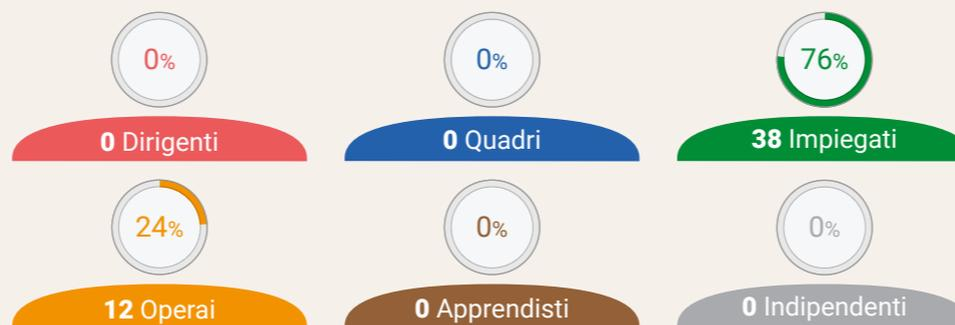 0% 0% 76%
0 Dirigenti 0 Quadri 38 Impiegati
24% 0% 0%
12 Operai 0 Apprendisti 0 Indipendenti